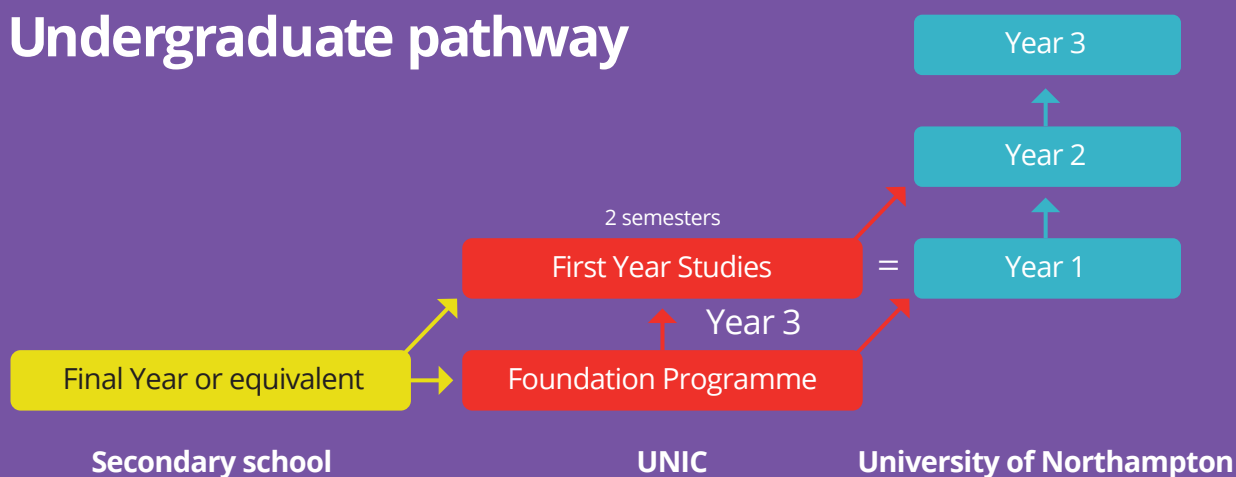 Undergraduate pathway
Year 3
Year 2
2 semesters
First Year Studies
=
Year 1
Year 3
Final Year or equivalent
Foundation Programme
Secondary school
UNIC
University of Northampton